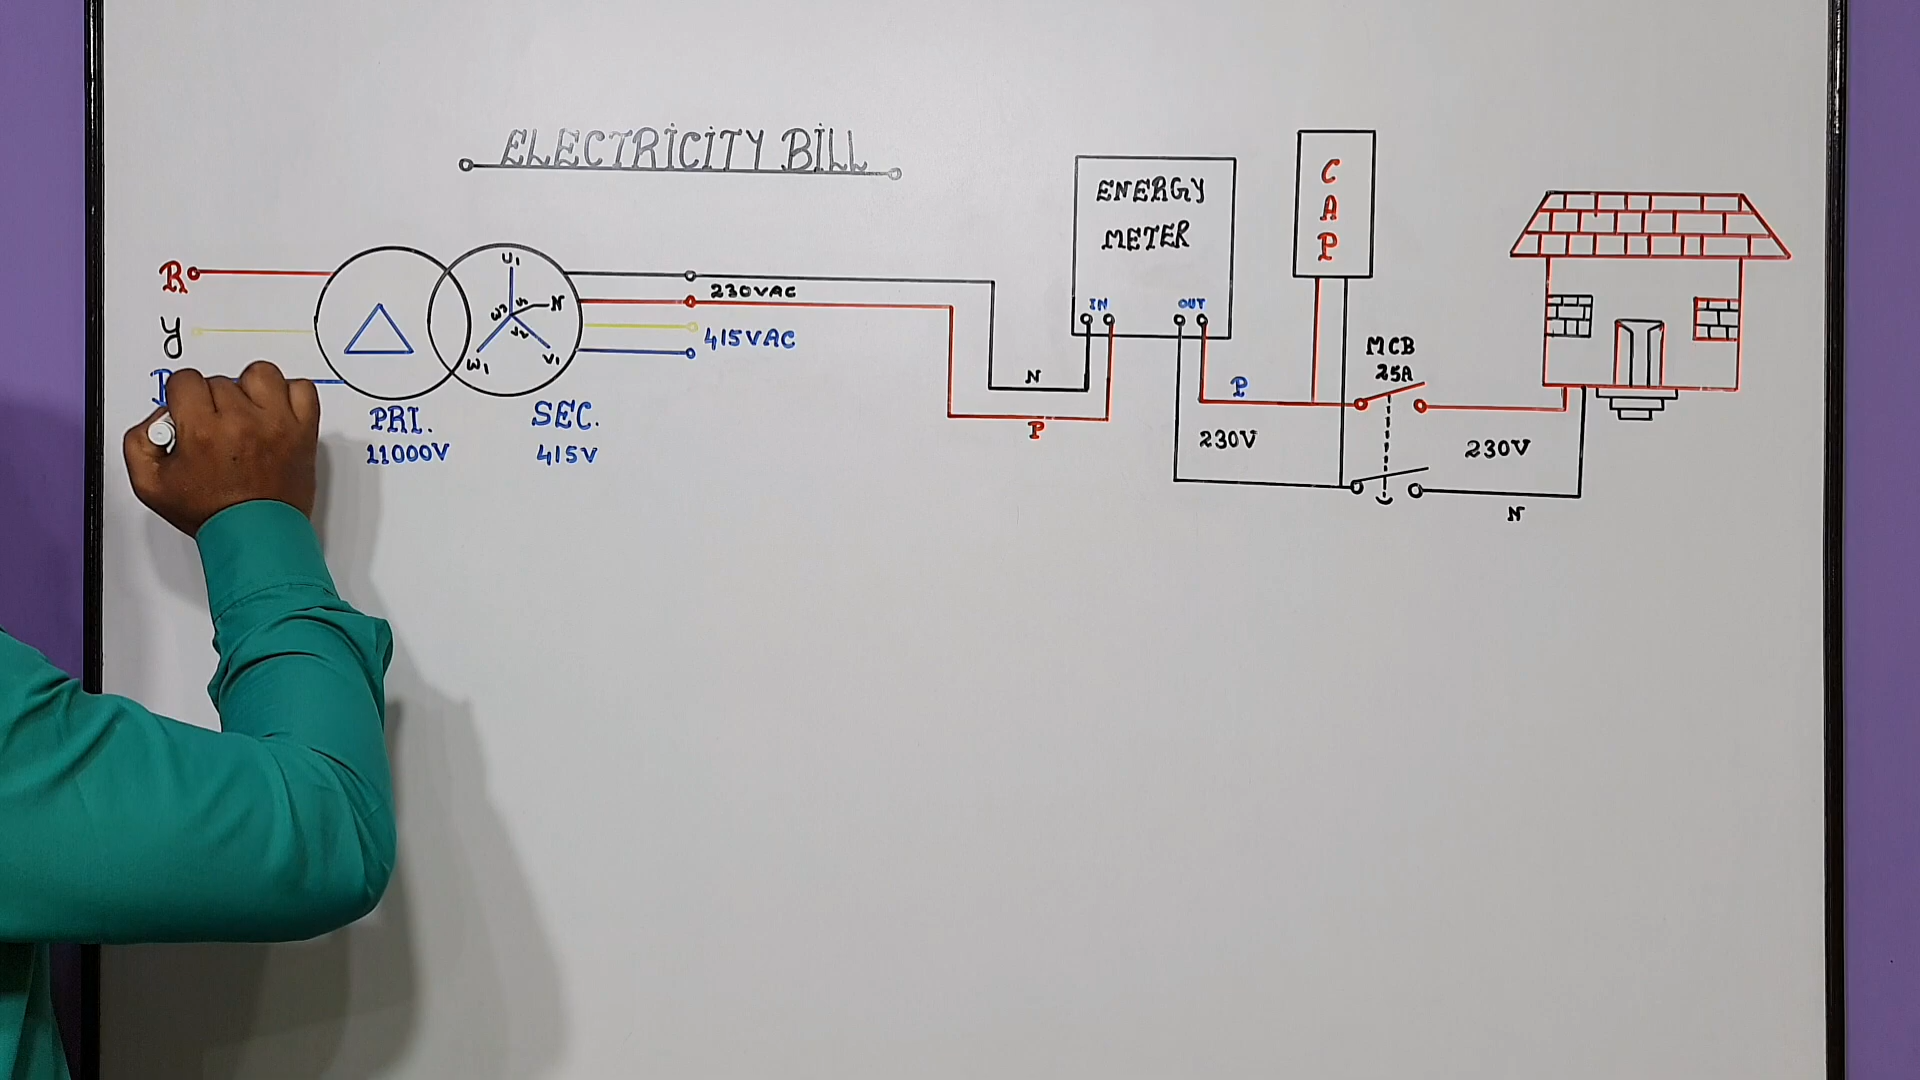 ELECTRICITY BILL
R
Y
PRI.
11000V
U1
N
W1
V1
W2
U2
V2
SEC.
415V
230VAC
415VAC
N
P
ENERGY
METER
IN OUT
CAP
P
230V
MCB
25A
230V
N